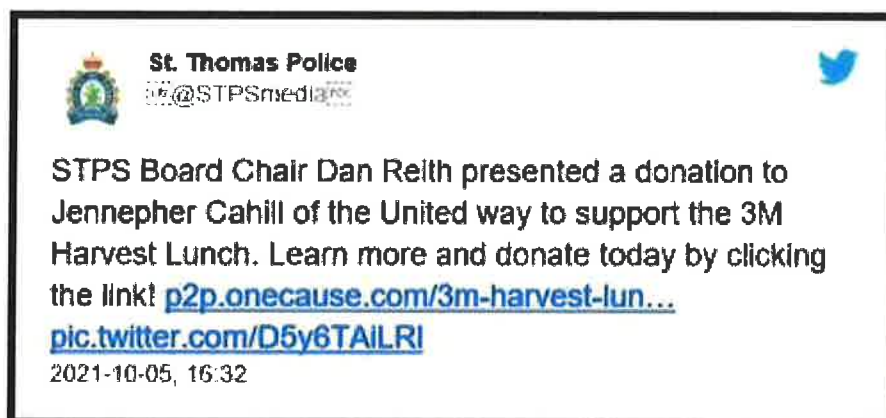 St. Thomas Police
@STPSmedia
STPS Board Chair Dan Reith presented a donation to
Jennepher Cahill of the United way to support the 3M
Harvest Lunch. Learn more and donate today by clicking
the link! p2p.onecause.com/3m-harvest-lun...
pic.twitter.com/D5y6TAiLRl
2021-10-05, 16:32